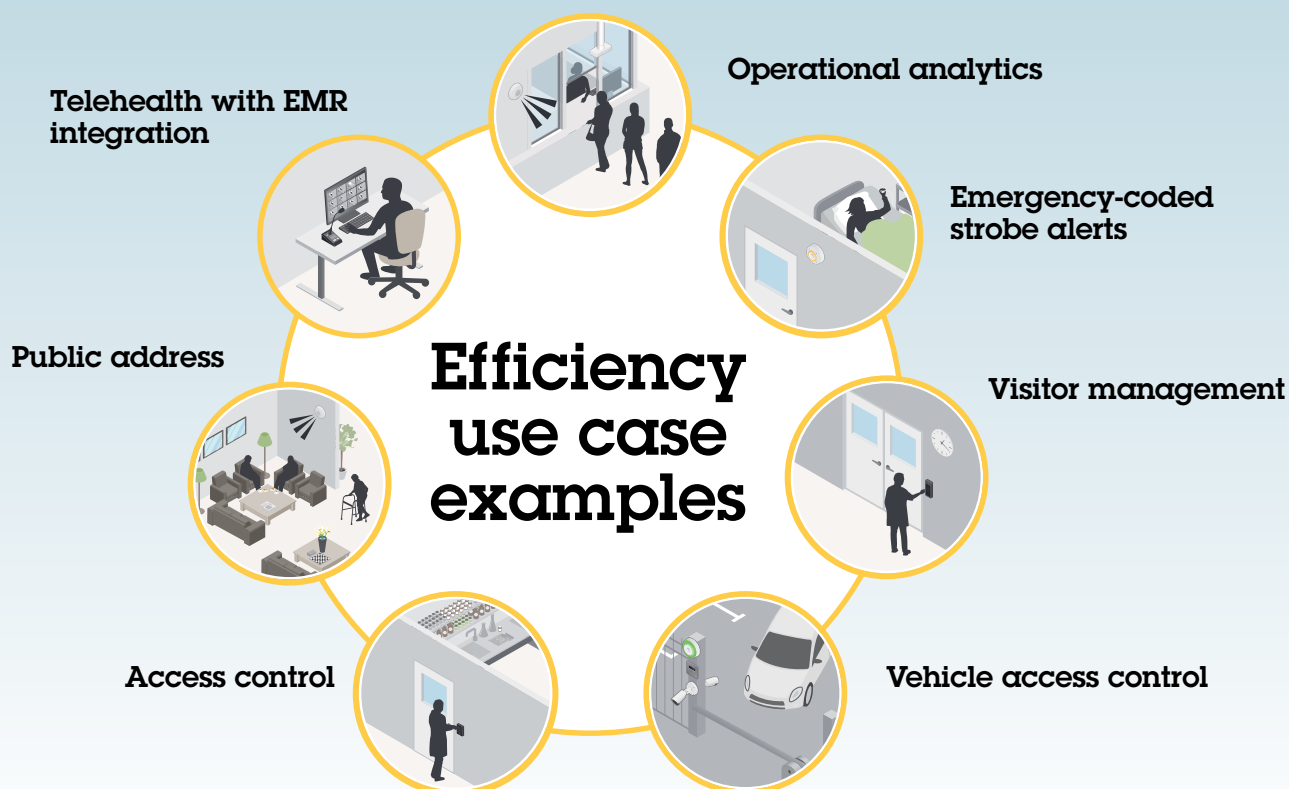 Operational analytics
Telehealth with EMR
integration
Emergency-coded
strobe alerts
Public address
Efficiency
use case
examples
Visitor management
Access control
Vehicle access control